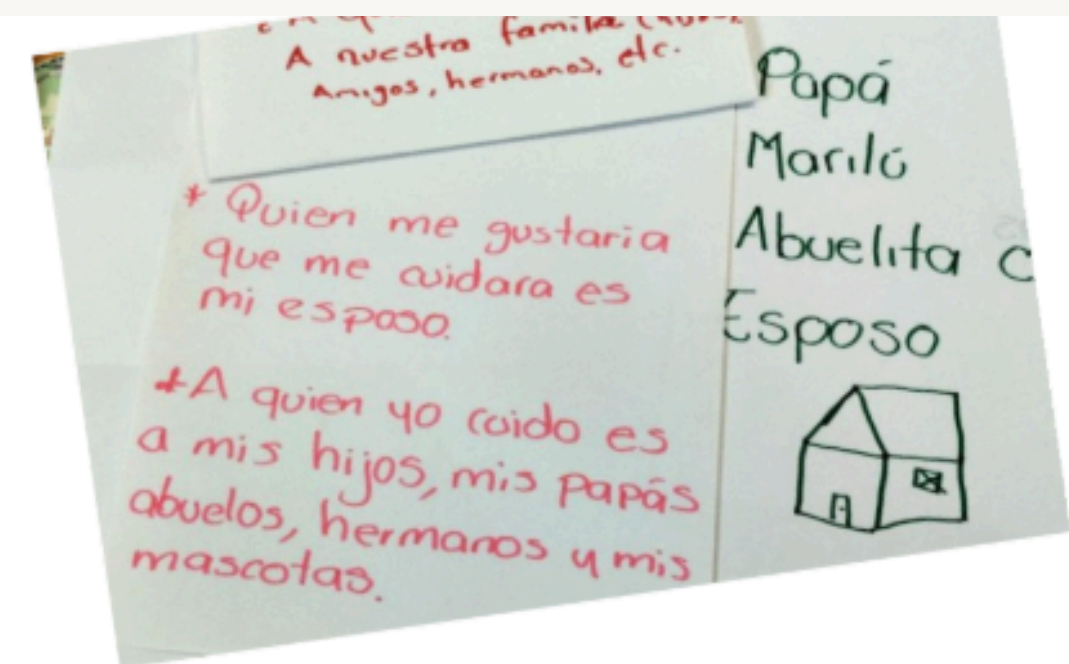 A nuestra familia
Amigos, hermanos, etc.
* Quien me gustaria
que me cuidara es
mi esposo.
* A quien yo cuido es
a mis hijos, mis papás
abuelos, hermanos y mis
mascotas.
Papá
Marilú
Abuelita
Esposo